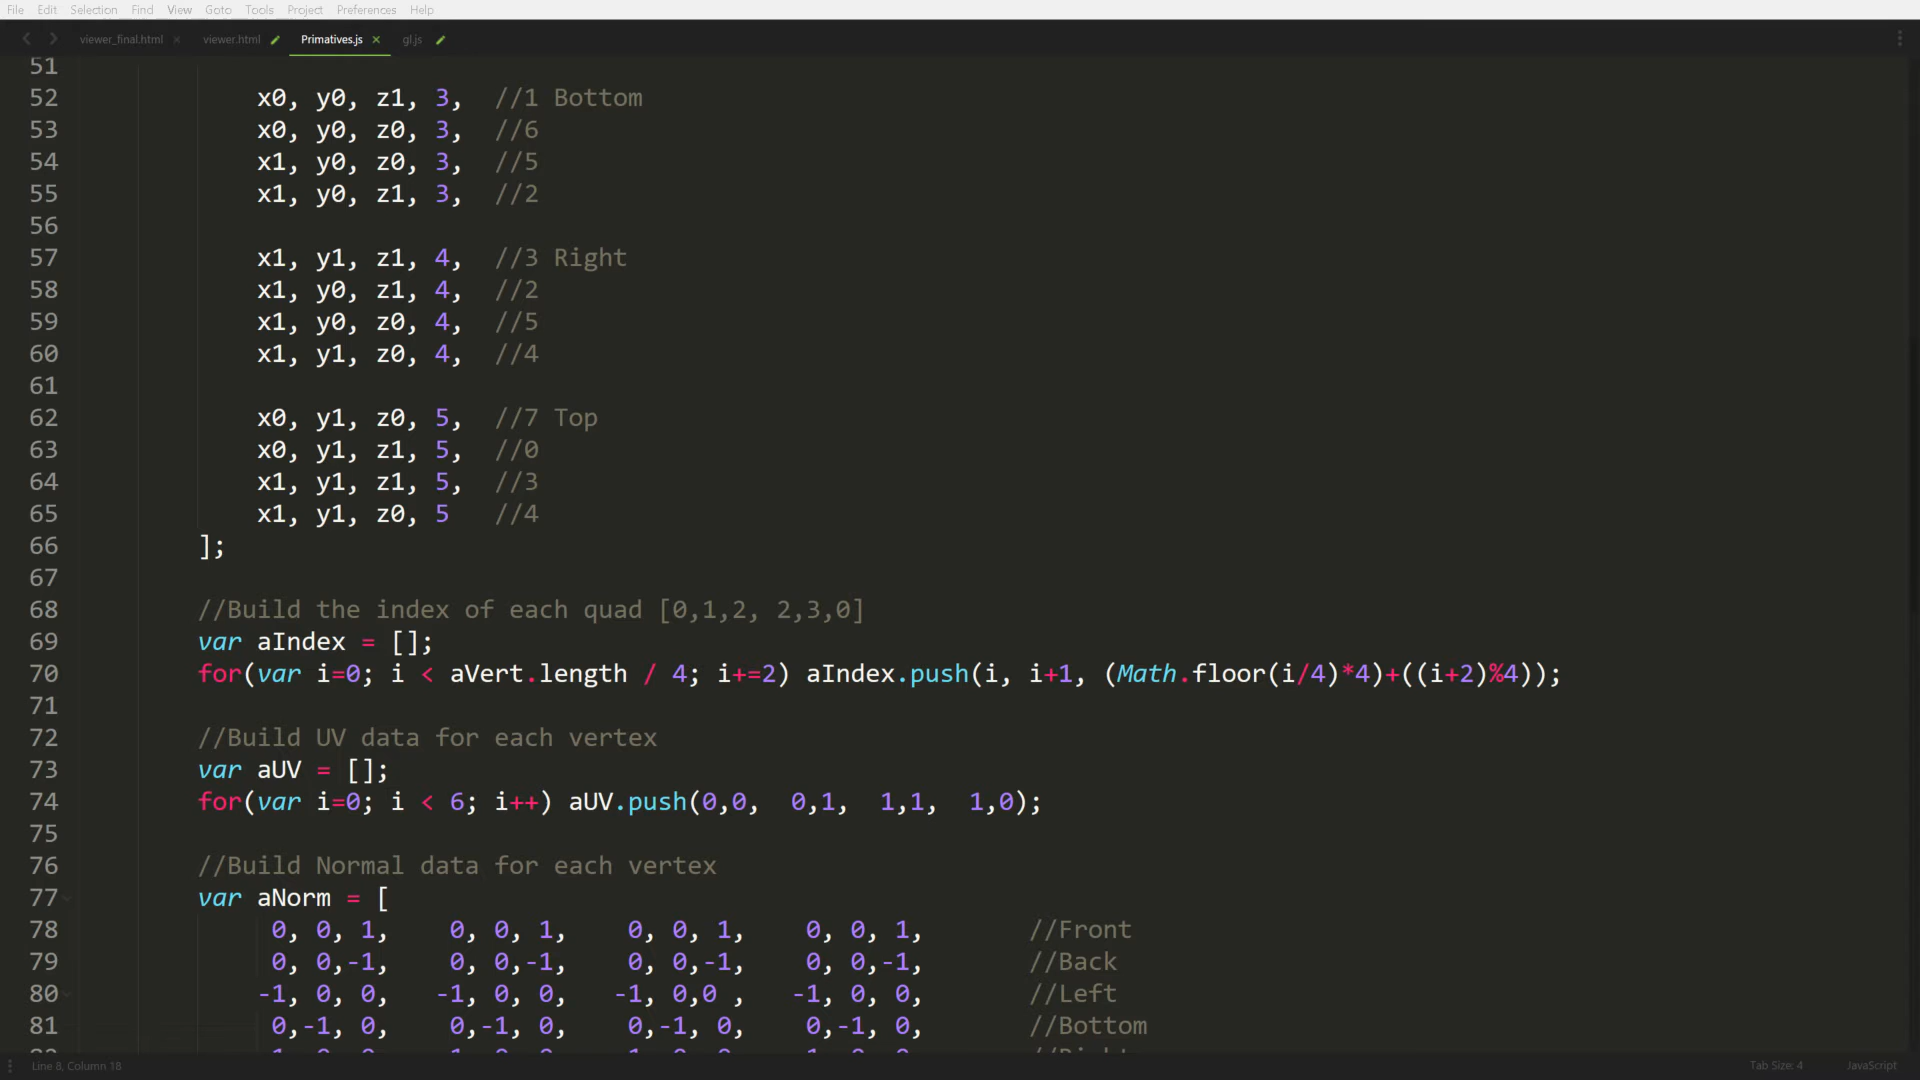 File Edit Selection Find View Goto Tools Project Preferences Help
viewer_final.html × viewer.html Primatives.js × gl.js
51
52 x0, y0, z1, 3, //1 Bottom
53 x0, y0, z0, 3, //6
54 x1, y0, z0, 3, //5
55 x1, y0, z1, 3, //2
56
57 x1, y1, z1, 4, //3 Right
58 x1, y0, z1, 4, //2
59 x1, y0, z0, 4, //5
60 x1, y1, z0, 4, //4
61
62 x0, y1, z0, 5, //7 Top
63 x0, y1, z1, 5, //0
64 x1, y1, z1, 5, //3
65 x1, y1, z0, 5 //4
66 ];
67
68 //Build the index of each quad [0,1,2, 2,3,0]
69 var aIndex = [];
70 for(var i=0; i < aVert.length / 4; i+=2) aIndex.push(i, i+1, (Math.floor(i/4)*4)+((i+2)%4));
71
72 //Build UV data for each vertex
73 var aUV = [];
74 for(var i=0; i < 6; i++) aUV.push(0,0, 0,1, 1,1, 1,0);
75
76 //Build Normal data for each vertex
77 var aNorm = [
78 0, 0, 1, 0, 0, 1, 0, 0, 1, 0, 0, 1, //Front
79 0, 0,-1, 0, 0,-1, 0, 0,-1, 0, 0,-1, //Back
80 -1, 0, 0, -1, 0, 0, -1, 0,0 , -1, 0, 0, //Left
81 0,-1, 0, 0,-1, 0, 0,-1, 0, 0,-1, 0, //Bottom
Line 8, Column 18 Tab Size: 4 JavaScript